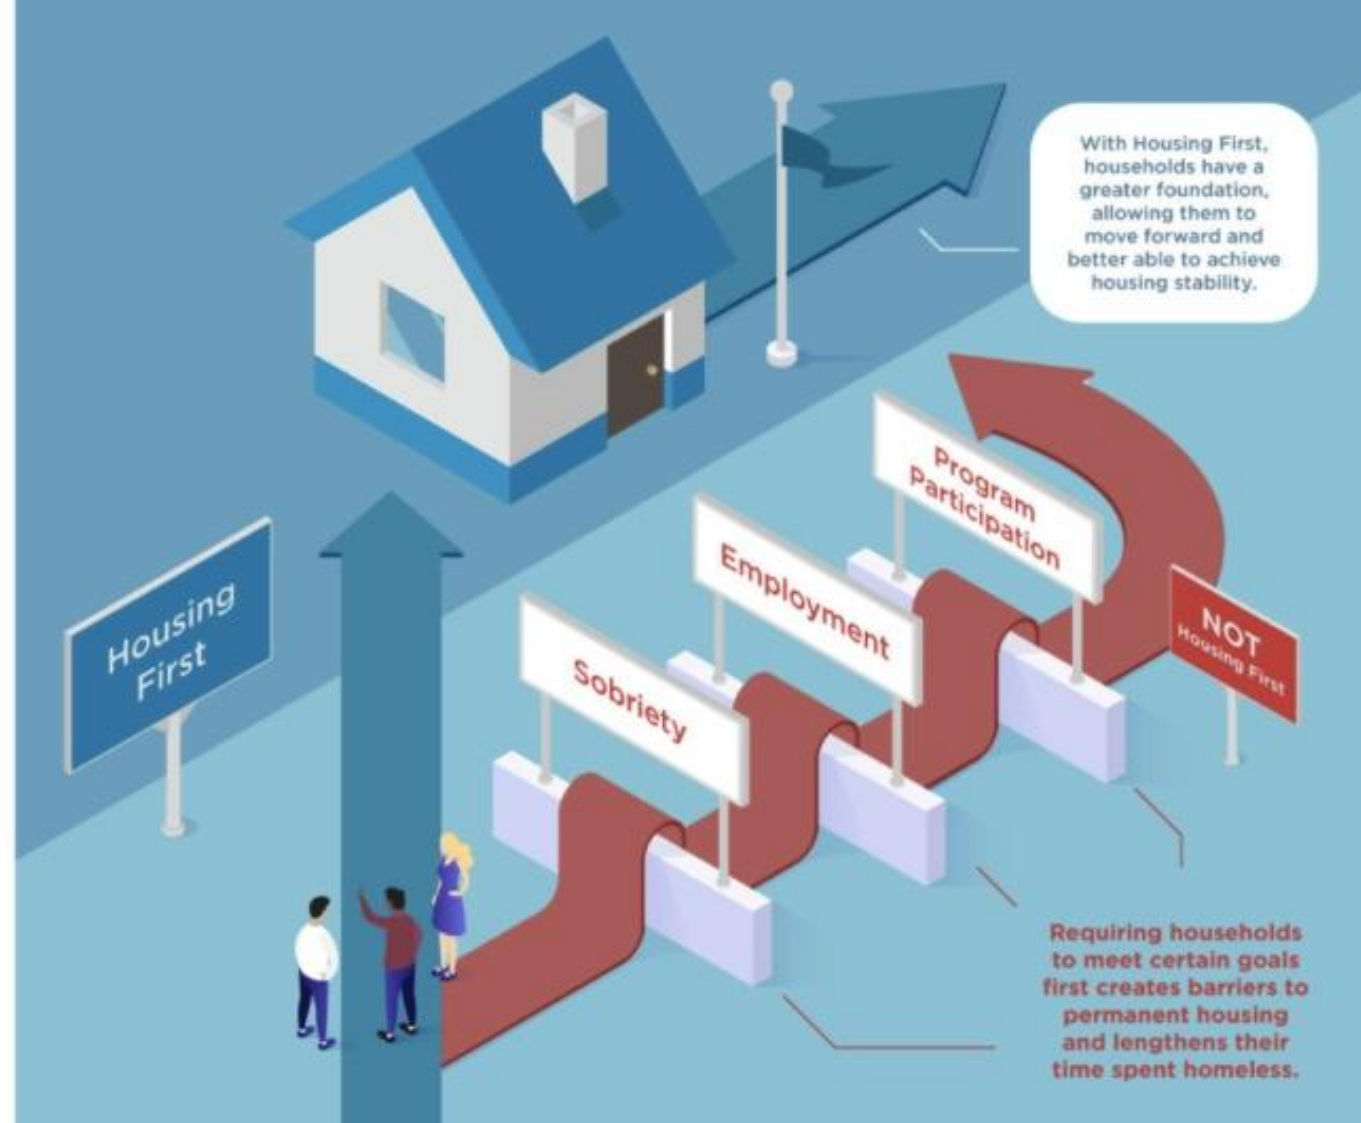 With Housing First,
households have a
greater foundation,
allowing them to
move forward and
better able to achieve
housing stability.
Program
Participation
Employment
Sobriety
Housing
First
NOT
Housing First
Requiring households
to meet certain goals
first creates barriers to
permanent housing
and lengthens their
time spent homeless.